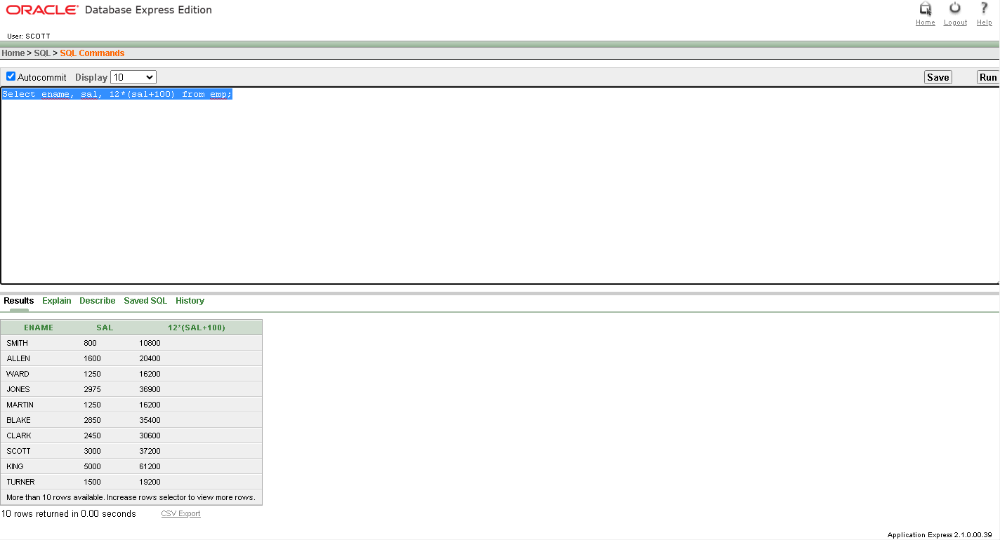 ORACLE Database Express Edition
Home Logout Help
User: SCOTT
Home > SQL > SQL Commands
Autocommit Display 10 Save Run
Select ename, sal, 12*(sal+100) from emp;
Results Explain Describe Saved SQL History
ENAME SAL 12*(SAL+100)
SMITH 800 10800
ALLEN 1600 20400
WARD 1250 16200
JONES 2975 36900
MARTIN 1250 16200
BLAKE 2850 35400
CLARK 2450 30600
SCOTT 3000 37200
KING 5000 61200
TURNER 1500 19200
More than 10 rows available. Increase rows selector to view more rows.
10 rows returned in 0.00 seconds CSV Export
Application Express 2.1.0.00.39